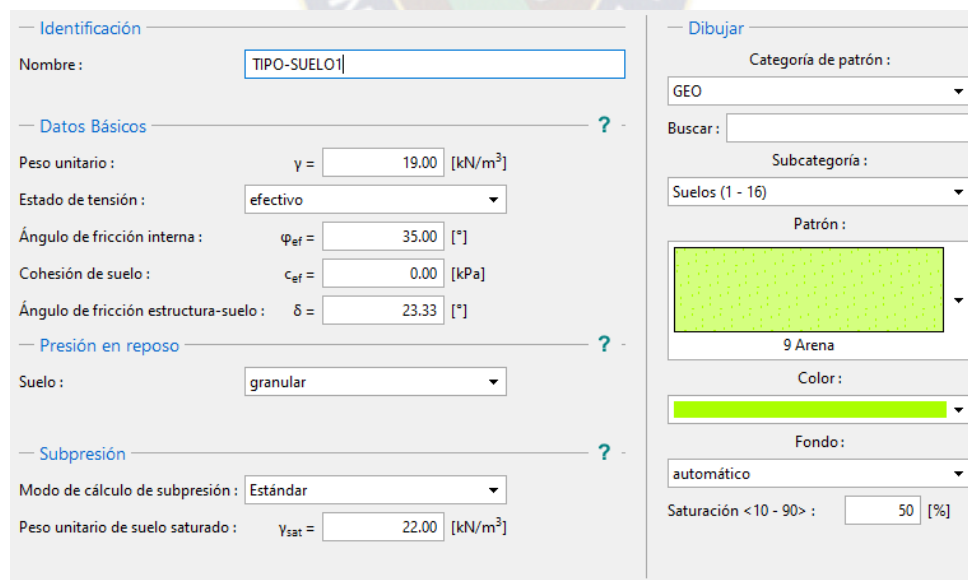 Identificación
Nombre :
TIPO-SUELO1
Datos Básicos
?
Peso unitario :
γ =
19.00
[kN/m³]
Estado de tensión :
efectivo
Ángulo de fricción interna :
φef =
35.00
[°]
Cohesión de suelo :
cef =
0.00
[kPa]
Ángulo de fricción estructura-suelo :
δ =
23.33
[°]
Presión en reposo
?
Suelo :
granular
Subpresión
?
Modo de cálculo de subpresión :
Estándar
Peso unitario de suelo saturado :
γsat =
22.00
[kN/m³]
Dibujar
Categoría de patrón :
GEO
Buscar :
Subcategoría :
Suelos (1 - 16)
Patrón :
9 Arena
Color :
Fondo :
automático
Saturación <10 - 90> :
50
[%]